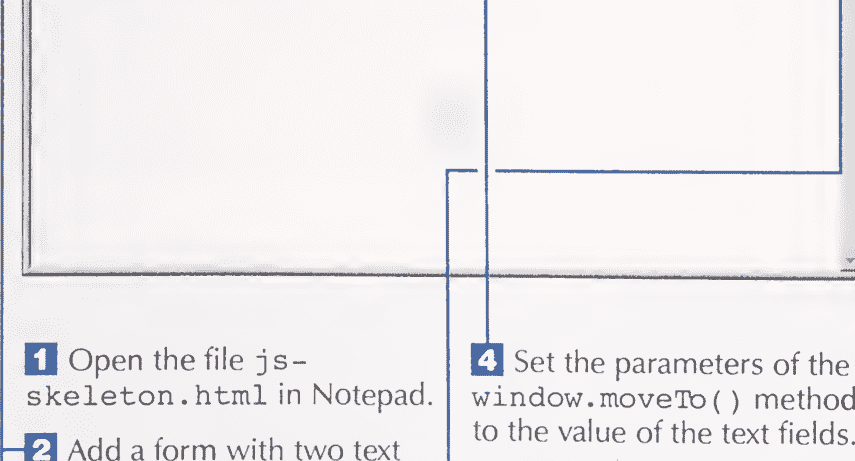 1 Open the file js-
skeleton.html in Notepad.
2 Add a form with two text
4 Set the parameters of the
window.moveTo() method
to the value of the text fields.